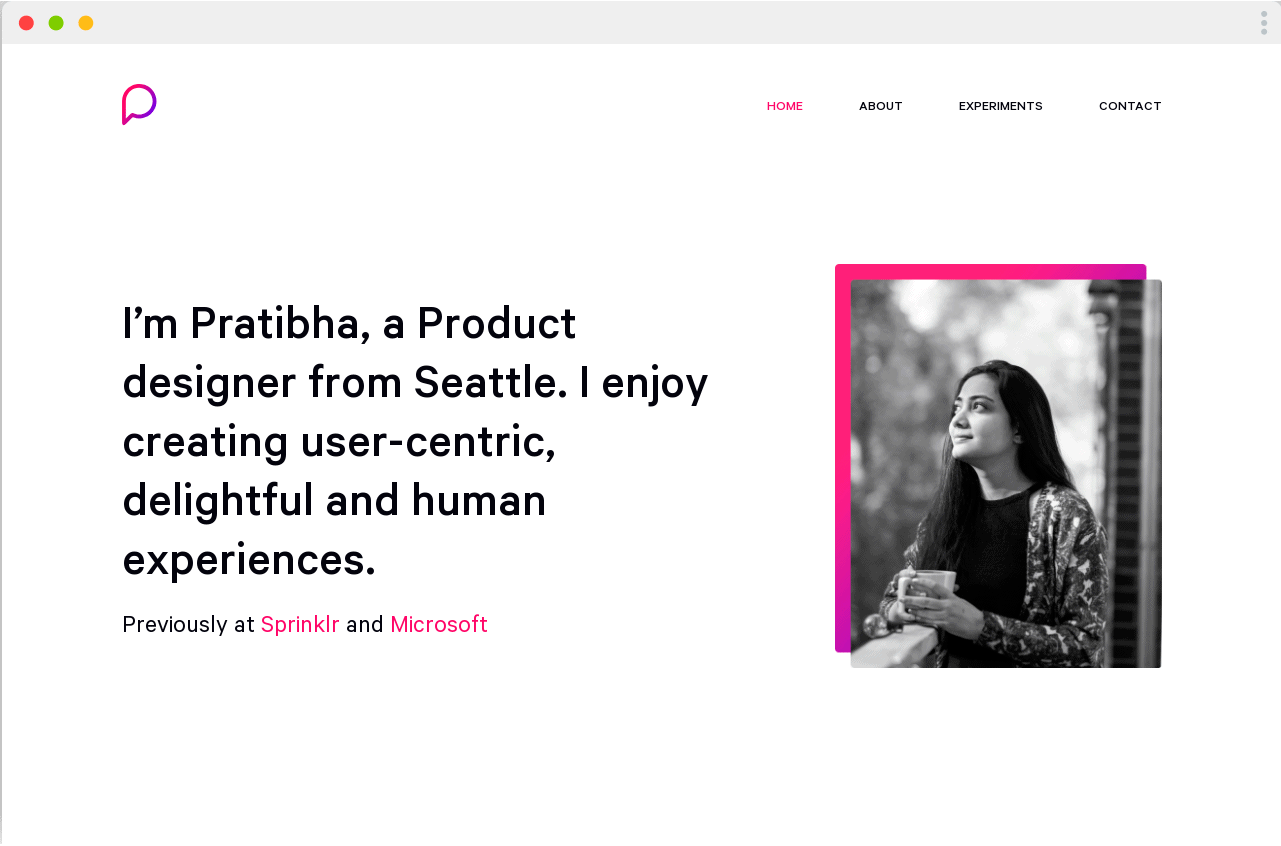 HOME ABOUT EXPERIMENTS CONTACT
I’m Pratibha, a Product
designer from Seattle. I enjoy
creating user-centric,
delightful and human
experiences.
Previously at Sprinklr and Microsoft